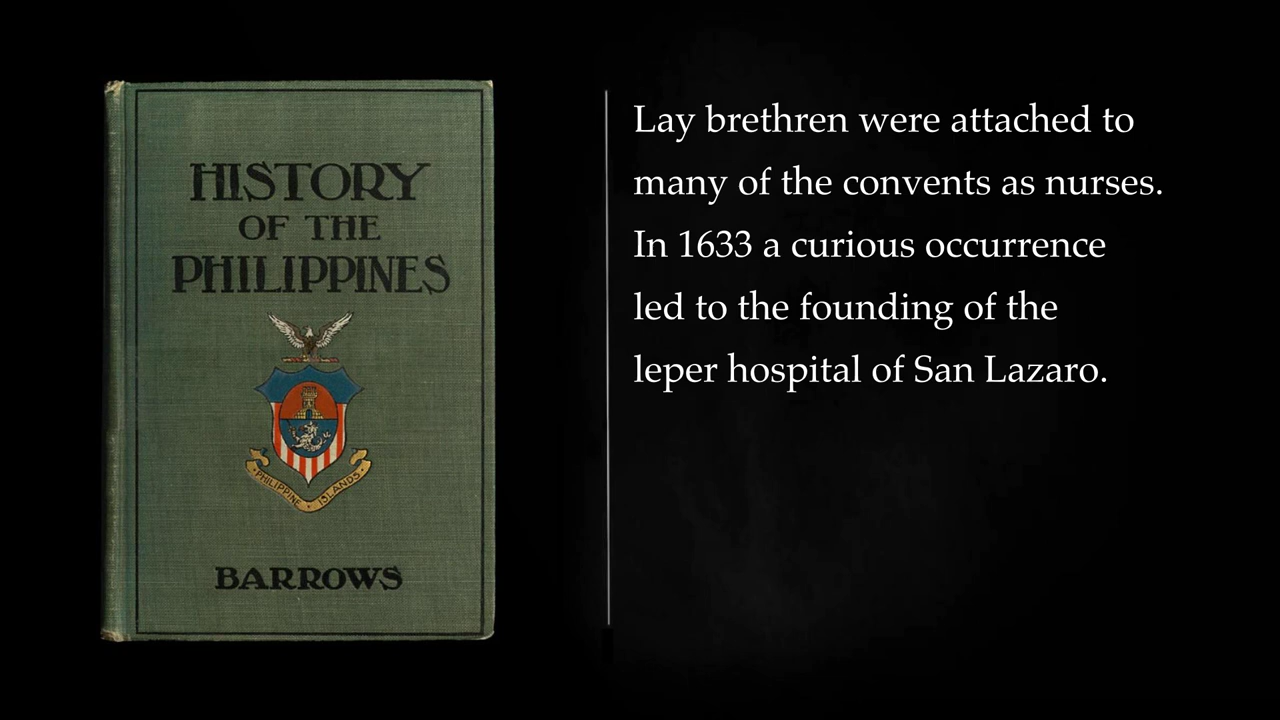 HISTORY
OF THE
PHILIPPINES
PHILIPPINE • ISLANDS
BARROWS
Lay brethren were attached to
many of the convents as nurses.
In 1633 a curious occurrence
led to the founding of the
leper hospital of San Lazaro.